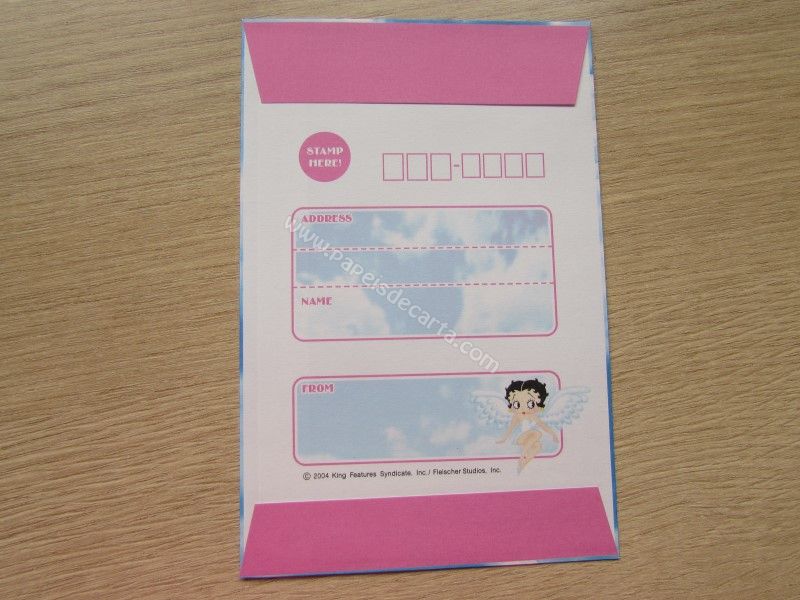 STAMP
HERE!
ADDRESS
www.papeisdecarta.com
NAME
FROM
© 2004 King Features Syndicate, Inc./ Fleischer Studios, Inc.